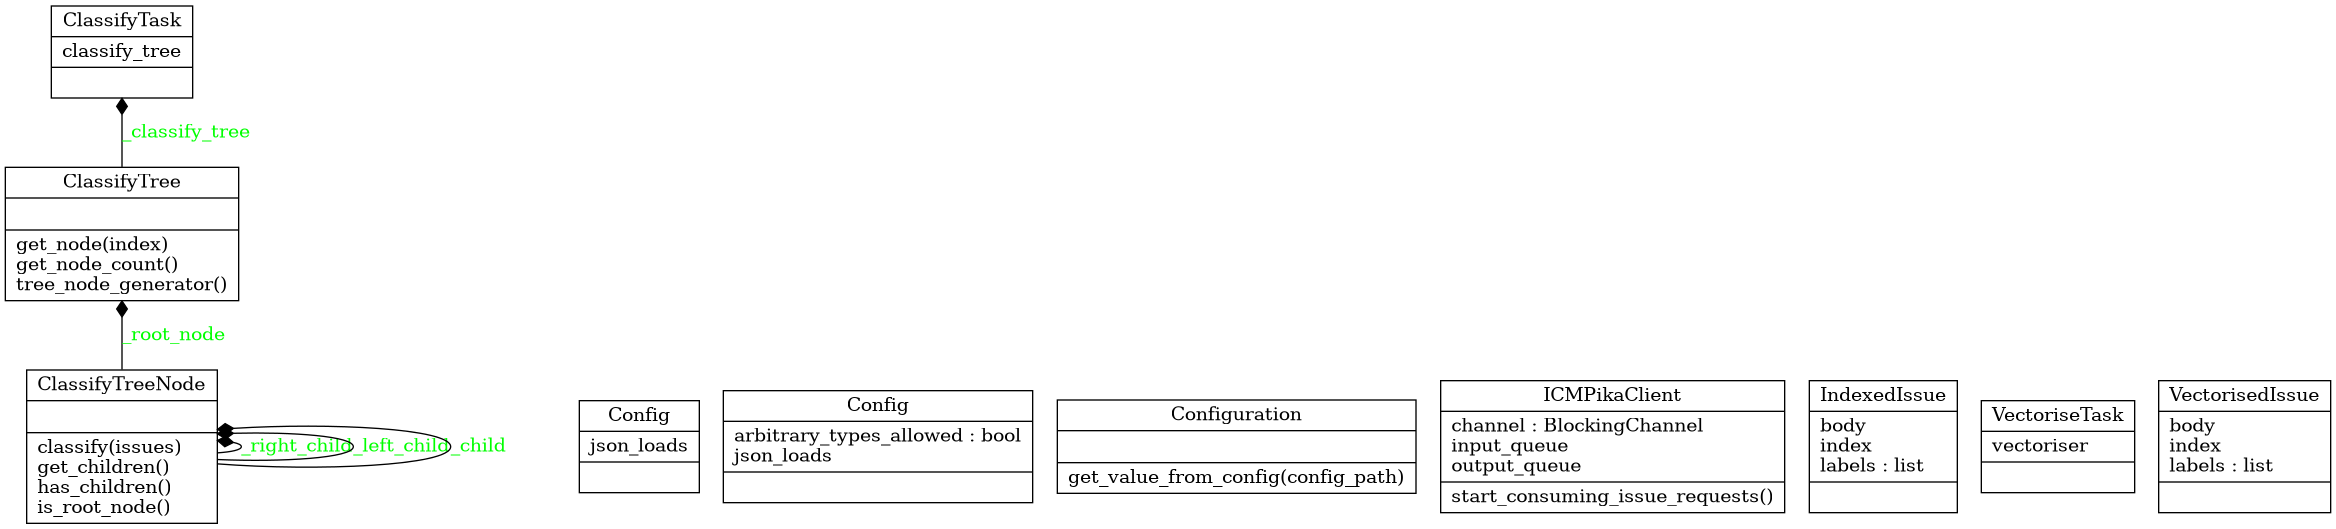 ClassifyTask
classify_tree
_classify_tree
ClassifyTree
get_node(index)
get_node_count()
tree_node_generator()
_root_node
ClassifyTreeNode
classify(issues)
get_children()
has_children()
is_root_node()
_right_child
_left_child
_child
Config
json_loads
Config
arbitrary_types_allowed : bool
json_loads
Configuration
get_value_from_config(config_path)
ICMPikaClient
channel : BlockingChannel
input_queue
output_queue
start_consuming_issue_requests()
IndexedIssue
body
index
labels : list
VectoriseTask
vectoriser
VectorisedIssue
body
index
labels : list